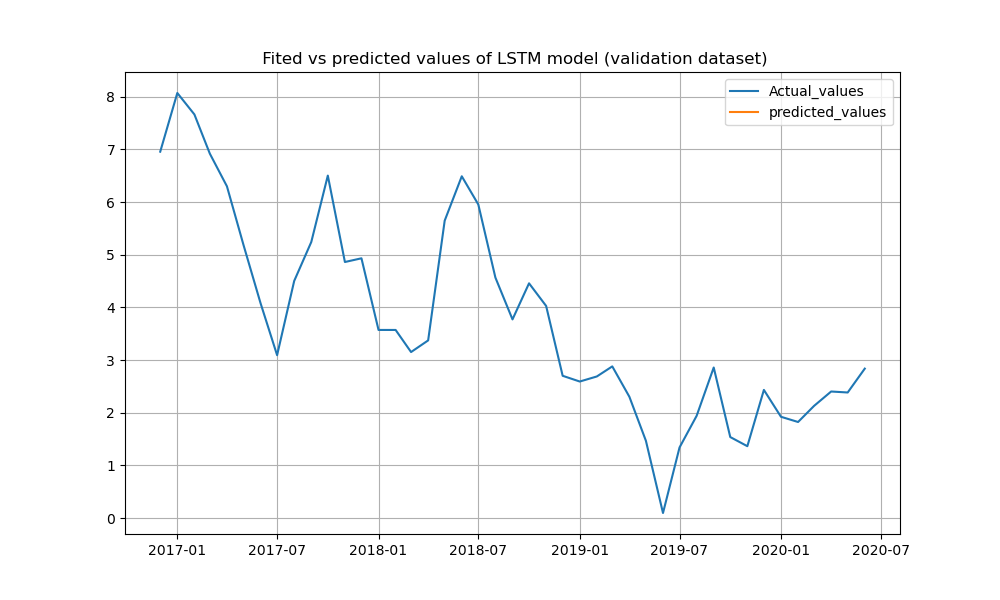 Fited vs predicted values of LSTM model (validation dataset)
Actual_values
predicted_values
8
7
6
5
4
3
2
1
0
2017-01 2017-07 2018-01 2018-07 2019-01 2019-07 2020-01 2020-07